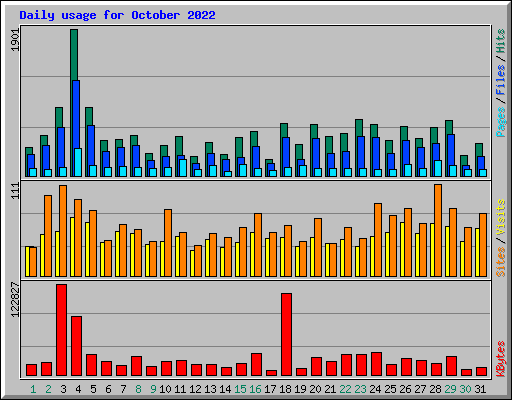 Daily usage for October 2022
1901
Pages / Files / Hits
111
Sites / Visits
122827
KBytes
1 2 3 4 5 6 7 8 9 10 11 12 13 14 15 16 17 18 19 20 21 22 23 24 25 26 27 28 29 30 31